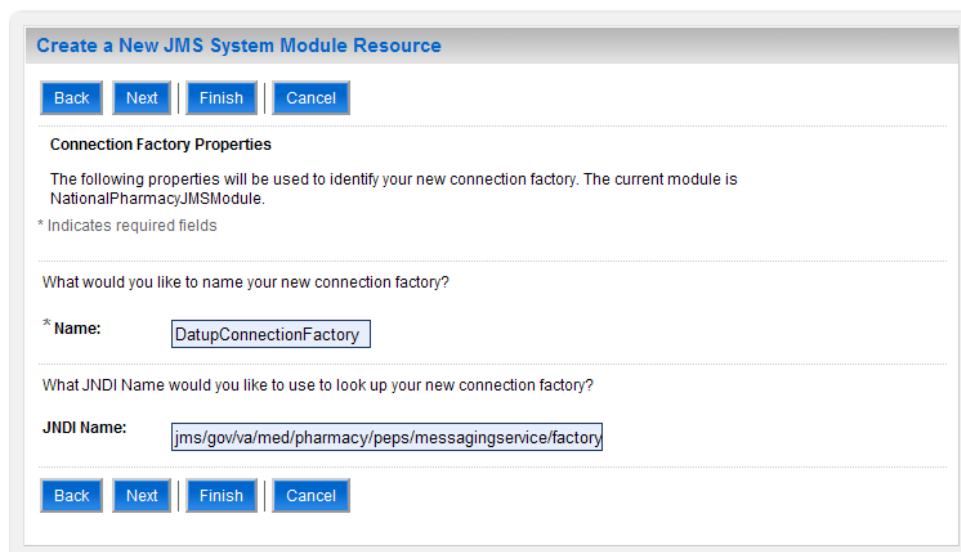 Create a New JMS System Module Resource
Back Next Finish Cancel
Connection Factory Properties
The following properties will be used to identify your new connection factory. The current module is
NationalPharmacyJMSModule.
* Indicates required fields
What would you like to name your new connection factory?
* Name: DatupConnectionFactory
What JNDI Name would you like to use to look up your new connection factory?
JNDI Name: jms/gov/va/med/pharmacy/peps/messagingservice/factory
Back Next Finish Cancel